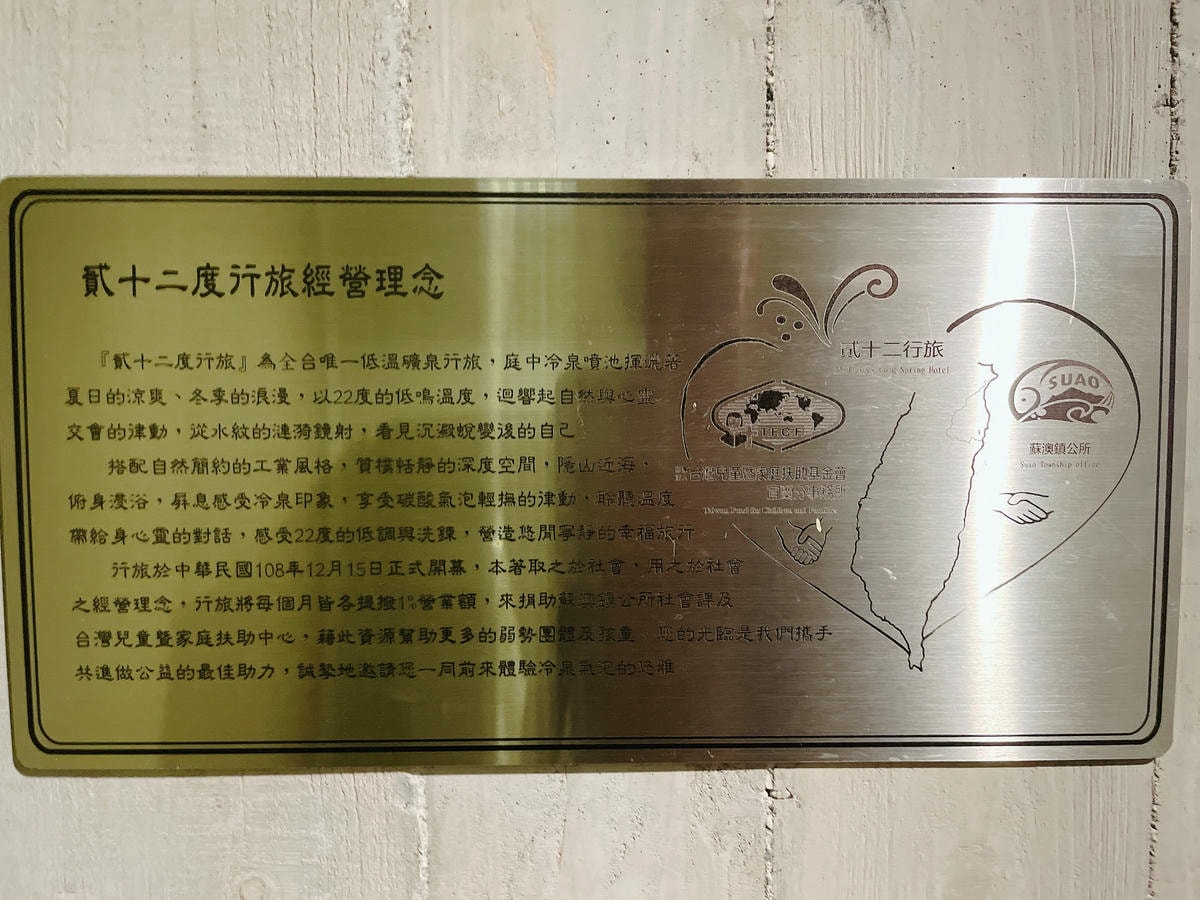 貳十二度行旅經營理念
『貳十二度行旅』為全台唯一低溫礦泉行旅，庭中冷泉噴池揮灑著
夏日的涼爽、冬季的浪漫，以22度的低鳴溫度，迴響起自然與心靈
交會的律動，從水紋的漣漪鏡射，看見沉澱蛻變後的自己
搭配自然簡約的工業風格，質樸恬靜的深度空間，隱山近海，
俯身浸浴，屏息感受冷泉印象，享受碳酸氣泡輕撫的律動，聆聽溫度
帶給身心靈的對話，感受22度的低調與洗鍊，營造悠閒寧靜的幸福旅行
行旅於中華民國108年12月15日正式開幕，本著取之於社會，用之於社會
之經營理念，行旅將每個月皆各提撥1%營業額，來捐助蘇澳鎮公所社會課及
台灣兒童暨家庭扶助中心，藉此資源幫助更多的弱勢團體及孩童，您的光臨是我們攜手
共進做公益的最佳助力，誠摯地邀請您一同前來體驗冷泉氣泡的洗禮
貳十二行旅
Cold Spring Hotel
TFCF
台灣兒童暨家庭扶助基金會
宜蘭分事務所
Taiwan Fund for Children and Families
SUAO
蘇澳鎮公所
Suao Township office